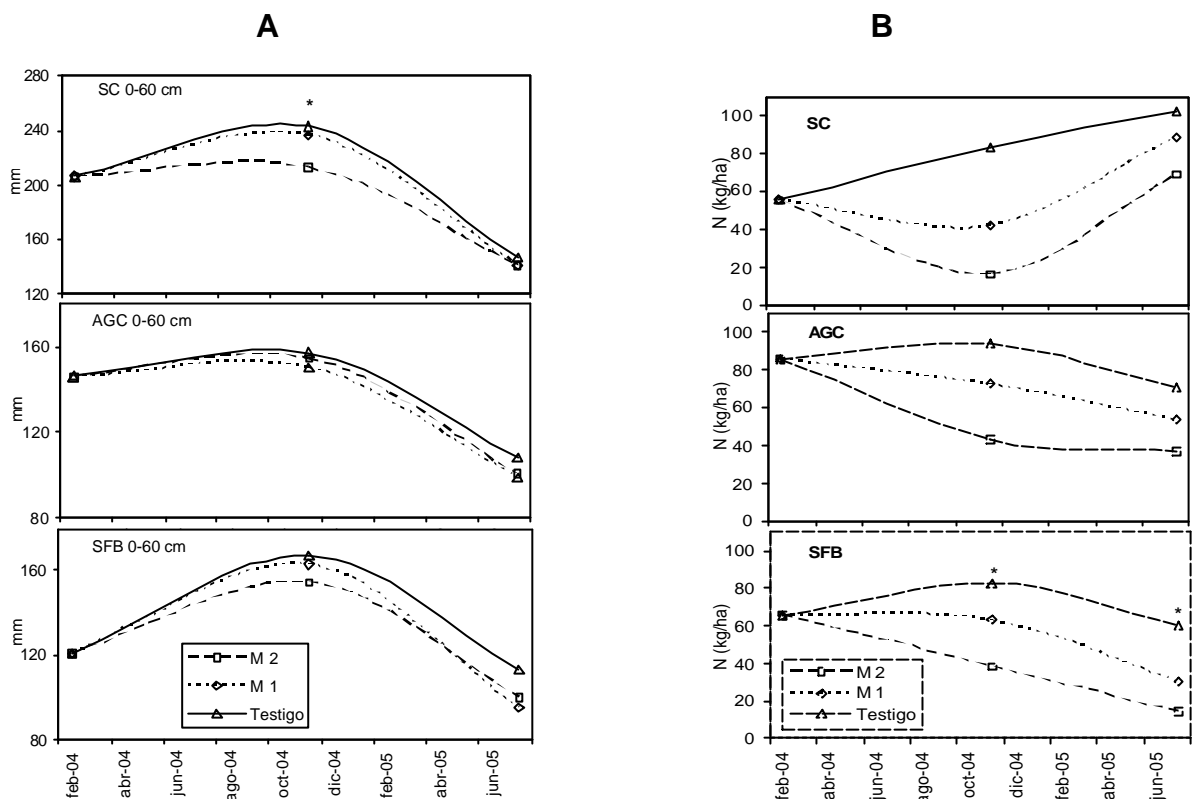 A
280
240
200
160
120
mm
SC 0-60 cm
*
160
120
80
mm
AGC 0-60 cm
160
120
80
mm
SFB 0-60 cm
M 2
M 1
Testigo
feb-04
abr-04
jun-04
ago-04
oct-04
dic-04
feb-05
abr-05
jun-05
B
100
80
60
40
20
0
N (kg/ha)
SC
100
80
60
40
20
0
N (kg/ha)
AGC
100
80
60
40
20
0
N (kg/ha)
SFB
*
*
M 2
M 1
Testigo
feb-04
abr-04
jun-04
ago-04
oct-04
dic-04
feb-05
abr-05
jun-05